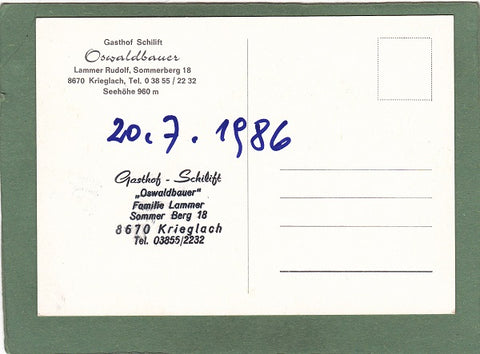 Gasthof Schilift
Oswaldbauer
Lammer Rudolf, Sommerberg 18
8670 Krieglach, Tel. 0 38 55 / 22 32
Seehöhe 960 m
20.7.1986
Gasthof - Schilift
„Oswaldbauer"
Familie Lammer
Sommer Berg 18
8670 Krieglach
Tel. 03855/2232